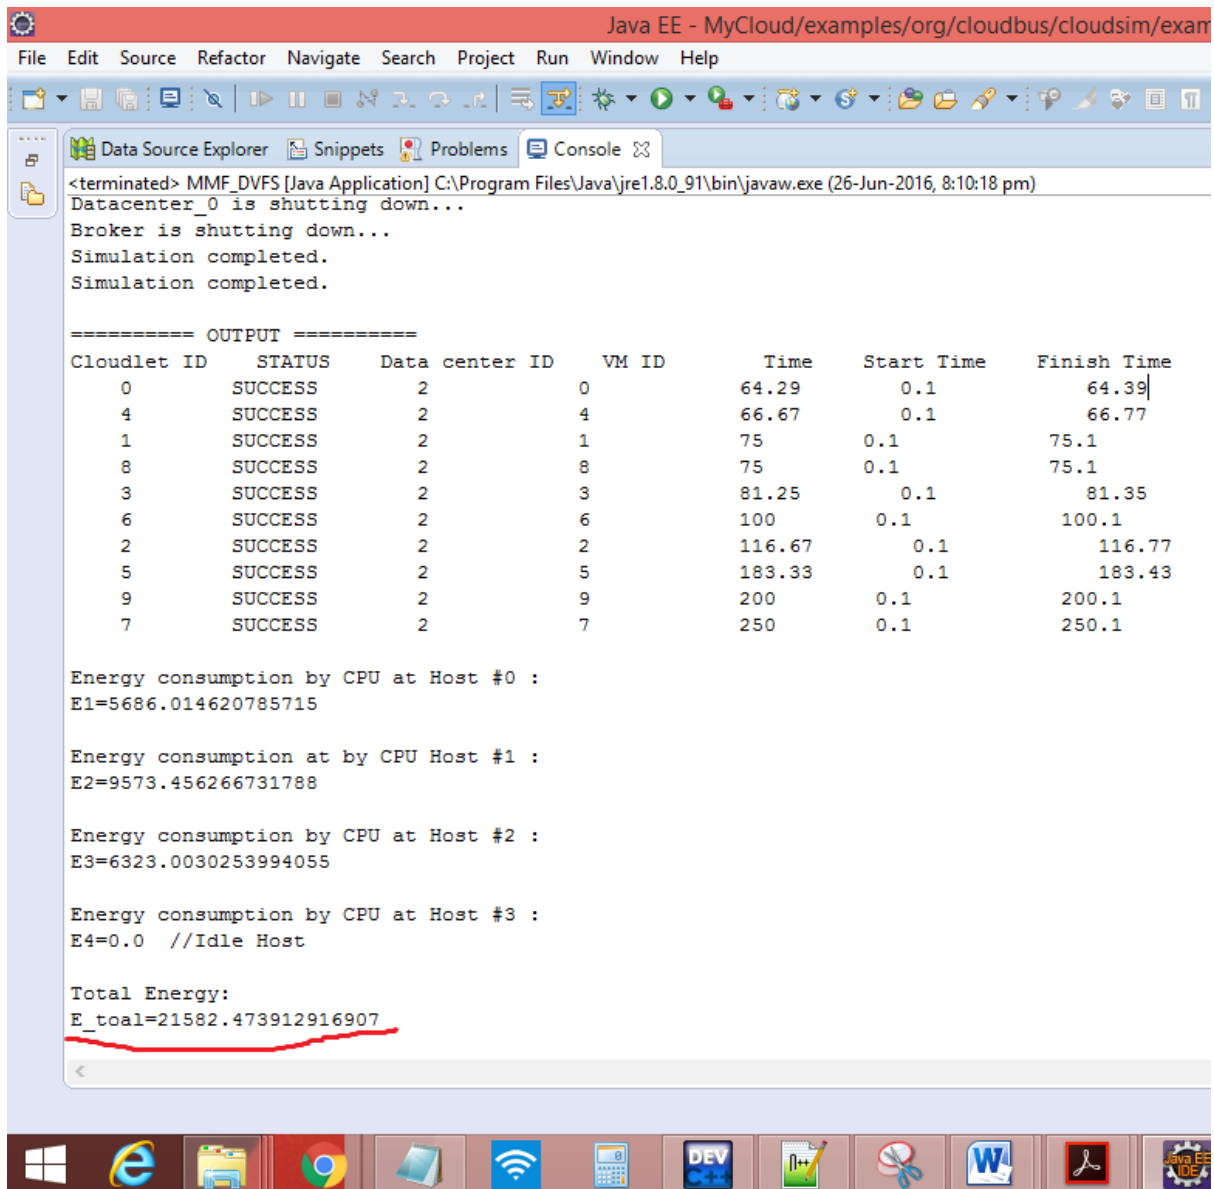 Java EE - MyCloud/examples/org/cloudbus/cloudsim/exam
File Edit Source Refactor Navigate Search Project Run Window Help
Data Source Explorer Snippets Problems Console
<terminated> MMF_DVFS [Java Application] C:\Program Files\Java\jre1.8.0_91\bin\javaw.exe (26-Jun-2016, 8:10:18 pm)
Datacenter_0 is shutting down...
Broker is shutting down...
Simulation completed.
Simulation completed.
========== OUTPUT ==========
Cloudlet ID STATUS Data center ID VM ID Time Start Time Finish Time
0 SUCCESS 2 0 64.29 0.1 64.39
4 SUCCESS 2 4 66.67 0.1 66.77
1 SUCCESS 2 1 75 0.1 75.1
8 SUCCESS 2 8 75 0.1 75.1
3 SUCCESS 2 3 81.25 0.1 81.35
6 SUCCESS 2 6 100 0.1 100.1
2 SUCCESS 2 2 116.67 0.1 116.77
5 SUCCESS 2 5 183.33 0.1 183.43
9 SUCCESS 2 9 200 0.1 200.1
7 SUCCESS 2 7 250 0.1 250.1
Energy consumption by CPU at Host #0 :
E1=5686.014620785715
Energy consumption at by CPU Host #1 :
E2=9573.456266731788
Energy consumption by CPU at Host #2 :
E3=6323.0030253994055
Energy consumption by CPU at Host #3 :
E4=0.0 //Idle Host
Total Energy:
E_toal=21582.473912916907
DEV C++
Java EE IDE